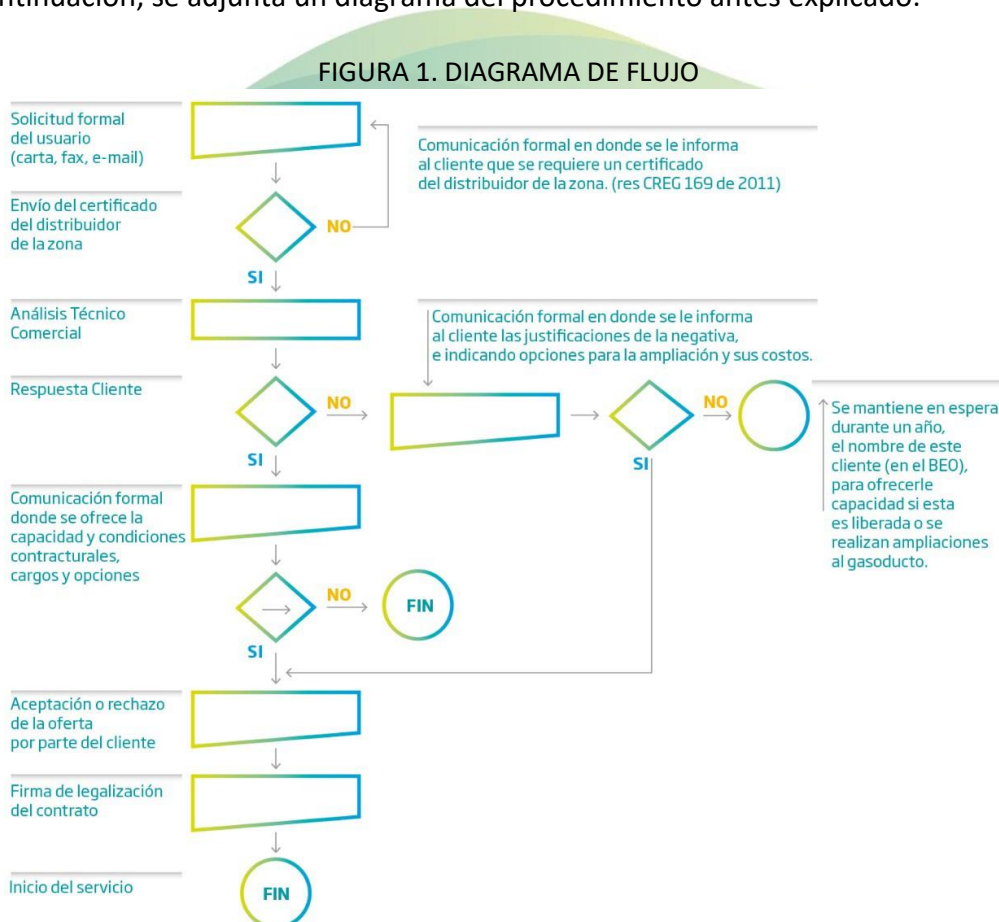 ntinuación, se adjunta un diagrama del procedimiento antes explicado:
FIGURA 1. DIAGRAMA DE FLUJO
Solicitud formal
del usuario
(carta, fax, e-mail)
Comunicación formal en donde se le informa
al cliente que se requiere un certificado
del distribuidor de la zona. (res CREG 169 de 2011)
Envío del certificado
del distribuidor
de la zona
NO
SI
Análisis Técnico
Comercial
Comunicación formal en donde se le informa
al cliente las justificaciones de la negativa,
e indicando opciones para la ampliación y sus costos.
Respuesta Cliente
NO
NO
SI
SI
Se mantiene en espera
durante un año,
el nombre de este
cliente (en el BEO),
para ofrecerle
capacidad si esta
es liberada o se
realizan ampliaciones
al gasoducto.
Comunicación formal
donde se ofrece la
capacidad y condiciones
contracturales,
cargos y opciones
NO
FIN
SI
Aceptación o rechazo
de la oferta
por parte del cliente
Firma de legalización
del contrato
Inicio del servicio
FIN